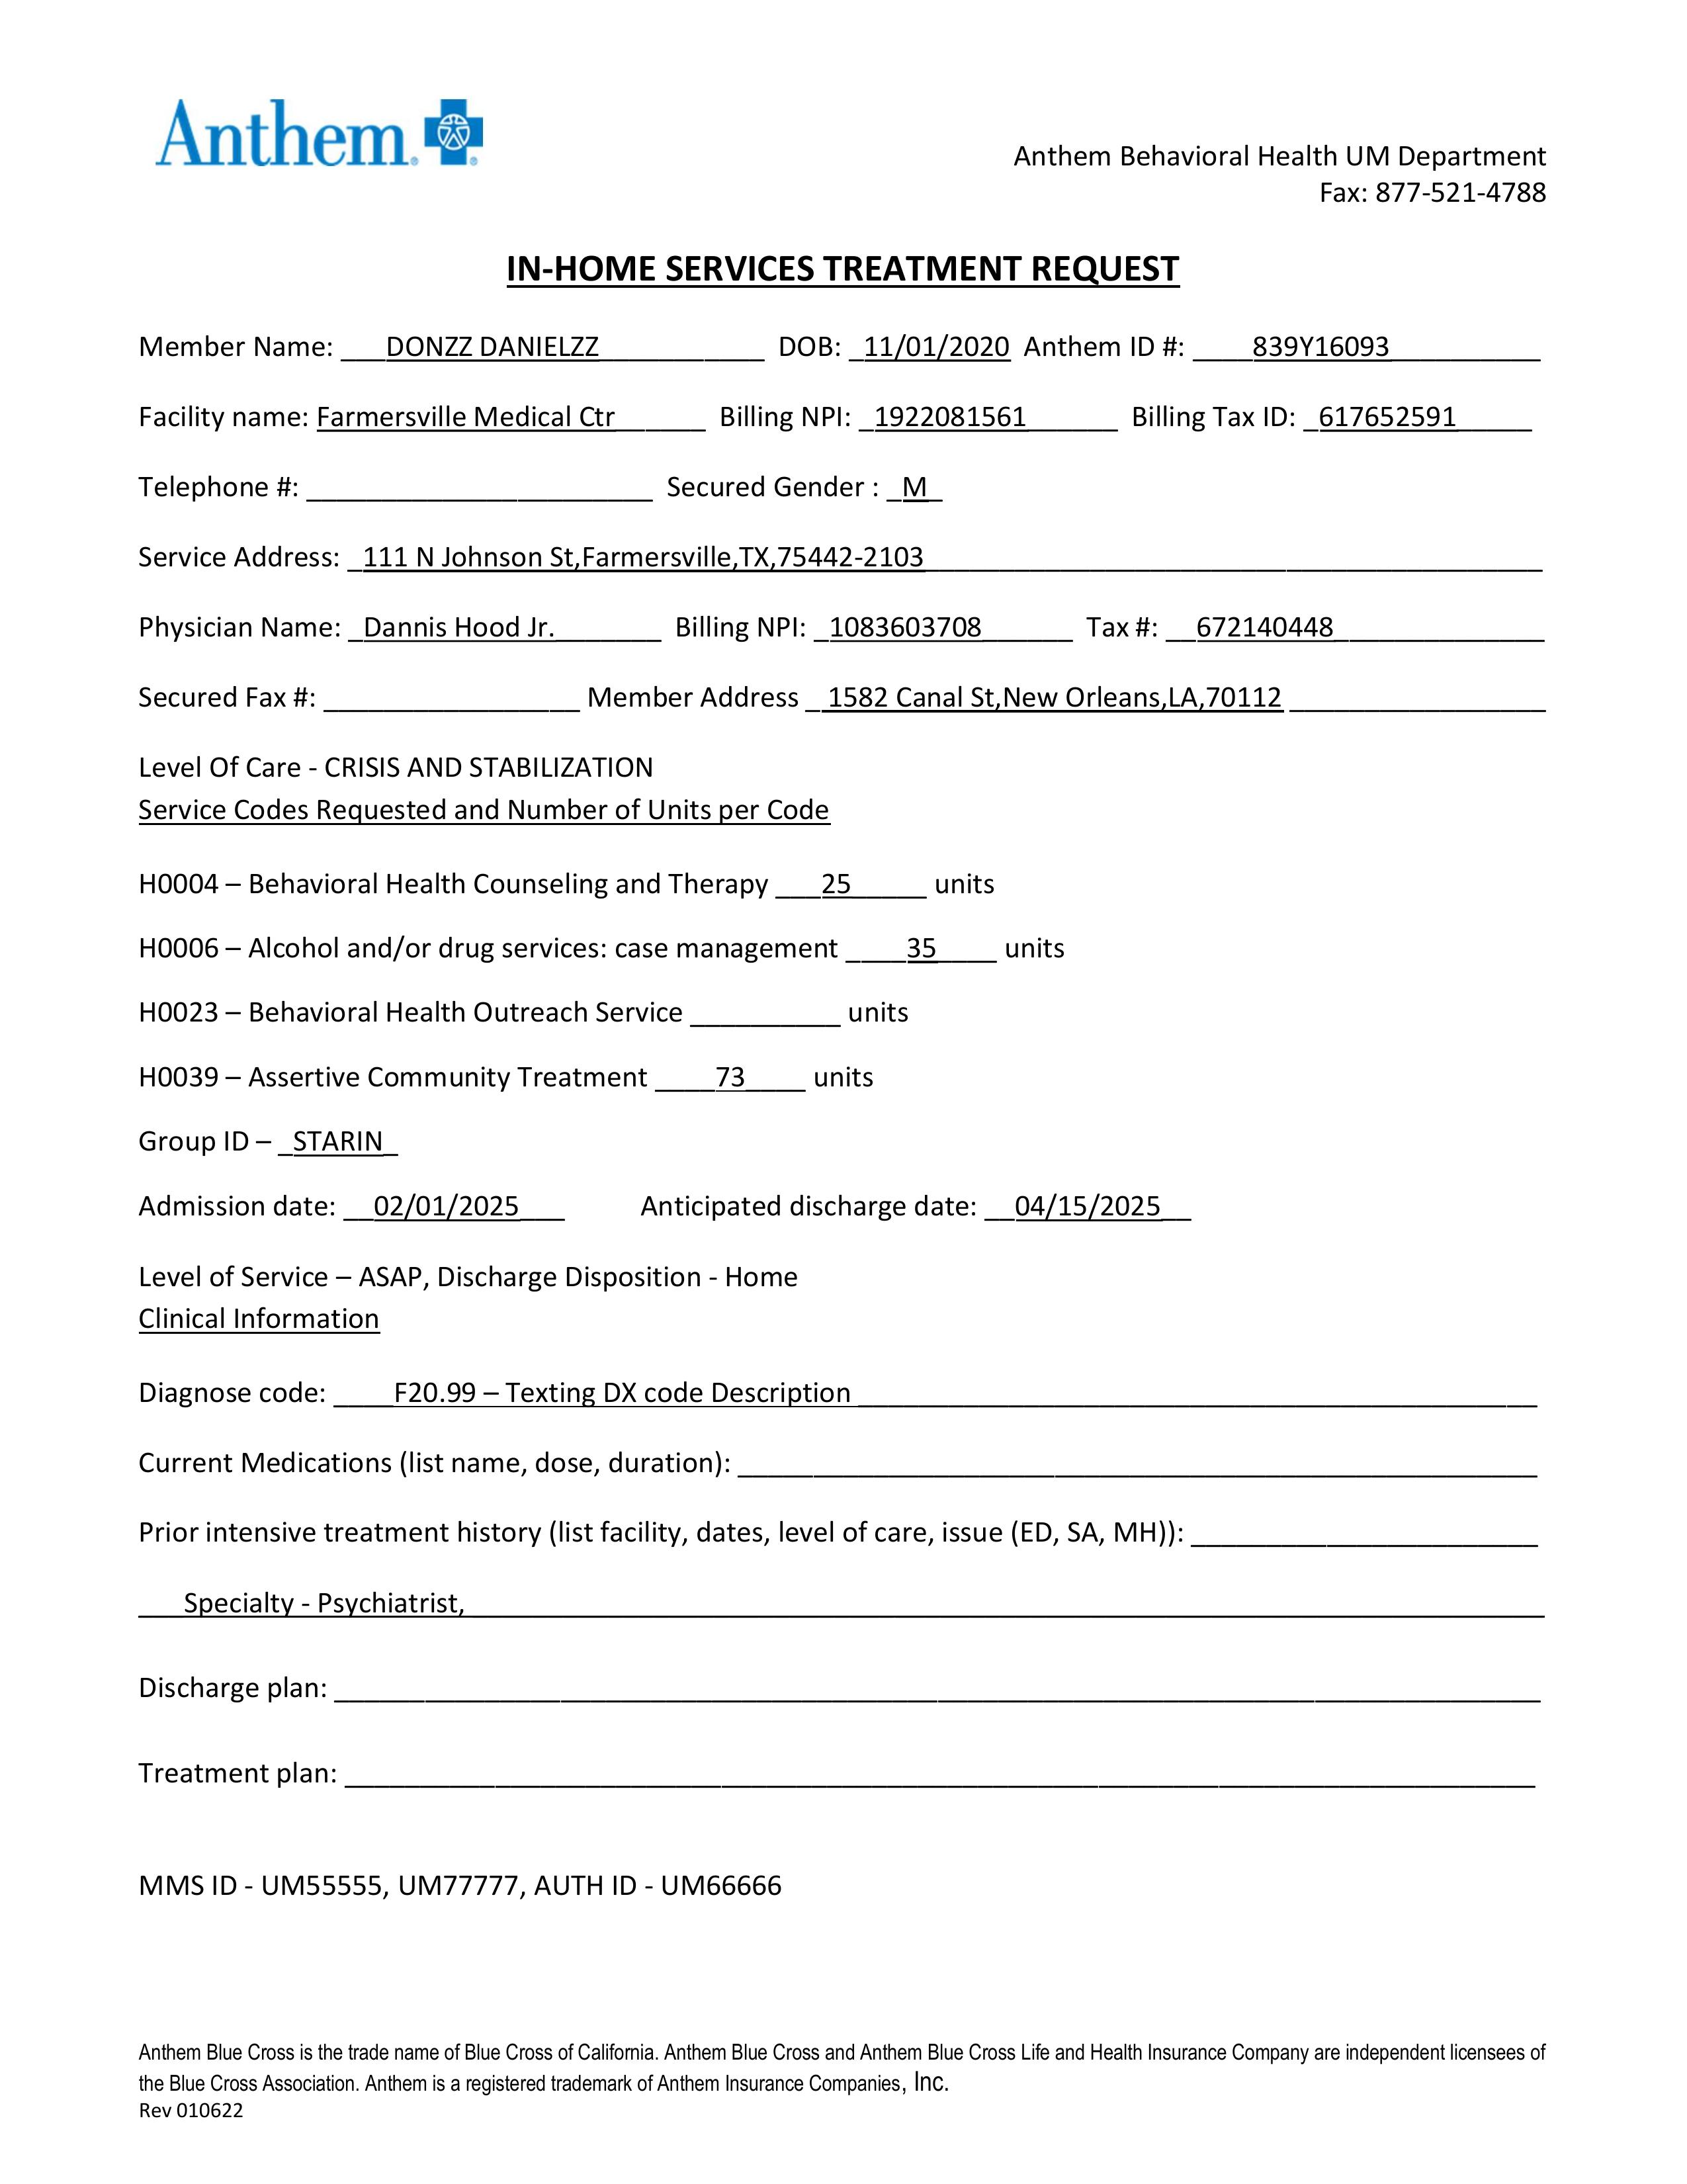 Anthem
Anthem Behavioral Health UM Department
Fax: 877-521-4788
IN-HOME SERVICES TREATMENT REQUEST
Member Name: ___DONZZ DANIELZZ___________ DOB: _11/01/2020 Anthem ID #: ____839Y16093__________
Facility name: Farmersville Medical Ctr______ Billing NPI: _1922081561______ Billing Tax ID: _617652591_____
Telephone #: _______________________ Secured Gender : _M_
Service Address: _111 N Johnson St,Farmersville,TX,75442-2103_________________________________________
Physician Name: _Dannis Hood Jr._______ Billing NPI: _1083603708______ Tax #: __672140448______________
Secured Fax #: _________________ Member Address _ 1582 Canal St,New Orleans,LA,70112 _________________
Level Of Care - CRISIS AND STABILIZATION
Service Codes Requested and Number of Units per Code
H0004 – Behavioral Health Counseling and Therapy ___25_____ units
H0006 – Alcohol and/or drug services: case management ____35____ units
H0023 – Behavioral Health Outreach Service __________ units
H0039 – Assertive Community Treatment ____73____ units
Group ID – _STARIN_
Admission date: __02/01/2025___ Anticipated discharge date: __04/15/2025__
Level of Service – ASAP, Discharge Disposition - Home
Clinical Information
Diagnose code: ____F20.99 – Texting DX code Description _____________________________________________
Current Medications (list name, dose, duration): _____________________________________________________
Prior intensive treatment history (list facility, dates, level of care, issue (ED, SA, MH)): _______________________
___Specialty - Psychiatrist,________________________________________________________________________
Discharge plan: ________________________________________________________________________________
Treatment plan: _______________________________________________________________________________
MMS ID - UM55555, UM77777, AUTH ID - UM66666
Anthem Blue Cross is the trade name of Blue Cross of California. Anthem Blue Cross and Anthem Blue Cross Life and Health Insurance Company are independent licensees of
the Blue Cross Association. Anthem is a registered trademark of Anthem Insurance Companies, Inc.
Rev 010622